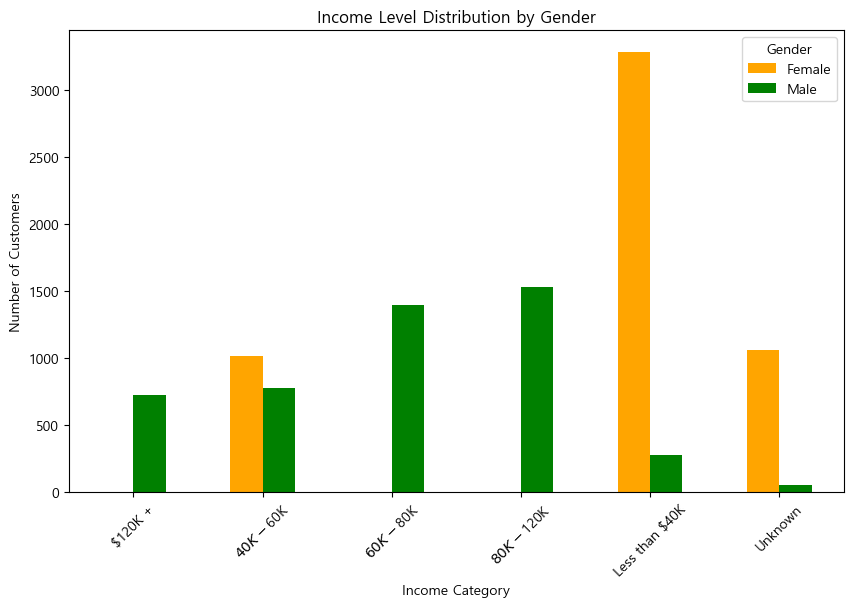 Income Level Distribution by Gender
Gender
Female
Male
Number of Customers
3000
2500
2000
1500
1000
500
0
$120K +
40K − 60K
60K − 80K
80K − 120K
Less than $40K
Unknown
Income Category